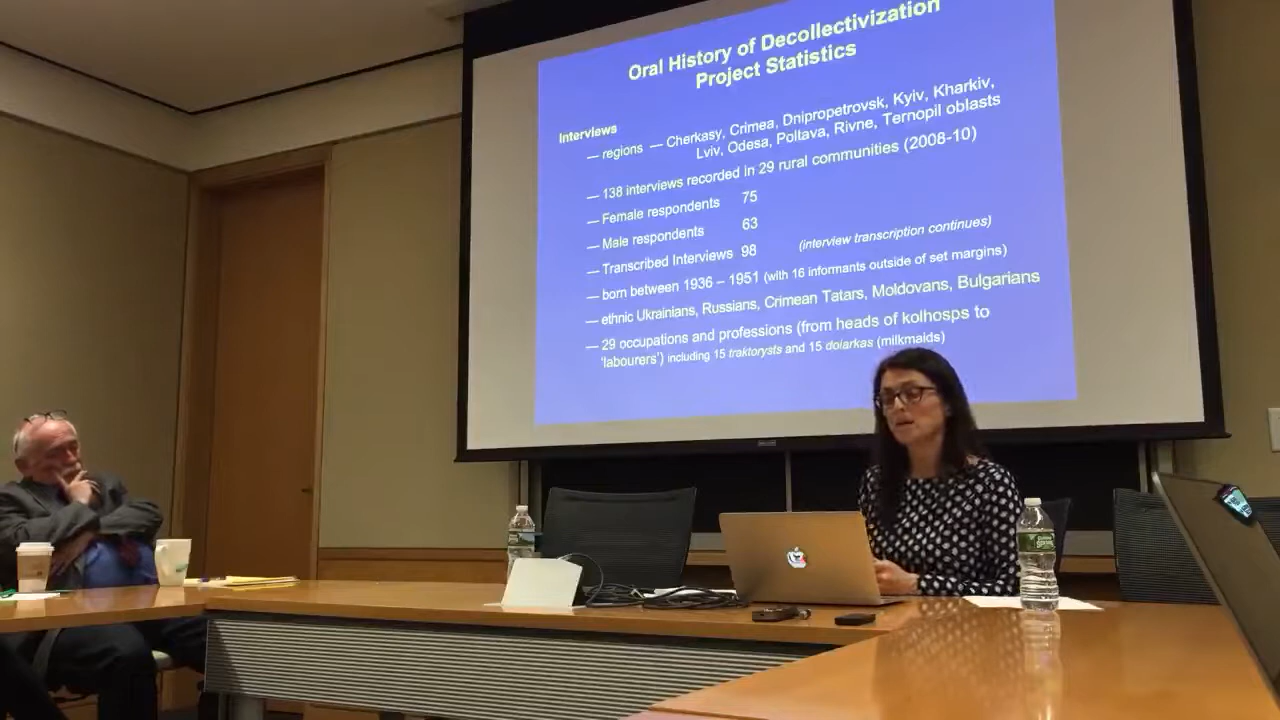 Oral History of Decollectivization
Project Statistics
Interviews
— regions — Cherkasy, Crimea, Dnipropetrovsk, Kyiv, Kharkiv,
Lviv, Odesa, Poltava, Rivne, Ternopil oblasts
— 138 interviews recorded in 29 rural communities (2008-10)
— Female respondents 75
— Male respondents 63
— Transcribed Interviews 98 (interview transcription continues)
— born between 1936 – 1951 (with 16 informants outside of set margins)
— ethnic Ukrainians, Russians, Crimean Tatars, Moldovans, Bulgarians
— 29 occupations and professions (from heads of kolhosps to
‘labourers’) including 15 traktorysts and 15 doiarkas (milkmaids)